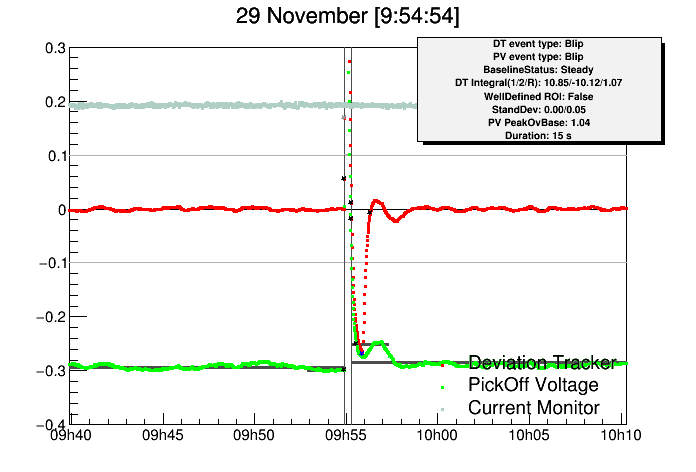 29 November [9:54:54]
DT event type: Blip
PV event type: Blip
BaselineStatus: Steady
DT Integral(1/2/R): 10.85/-10.12/1.07
WellDefined ROI: False
StandDev: 0.00/0.05
PV PeakOvBase: 1.04
Duration: 15 s
0.3
0.2
0.1
0
−0.1
−0.2
−0.3
−0.4
Deviation Tracker
PickOff Voltage
Current Monitor
09h40 09h45 09h50 09h55 10h00 10h05 10h10